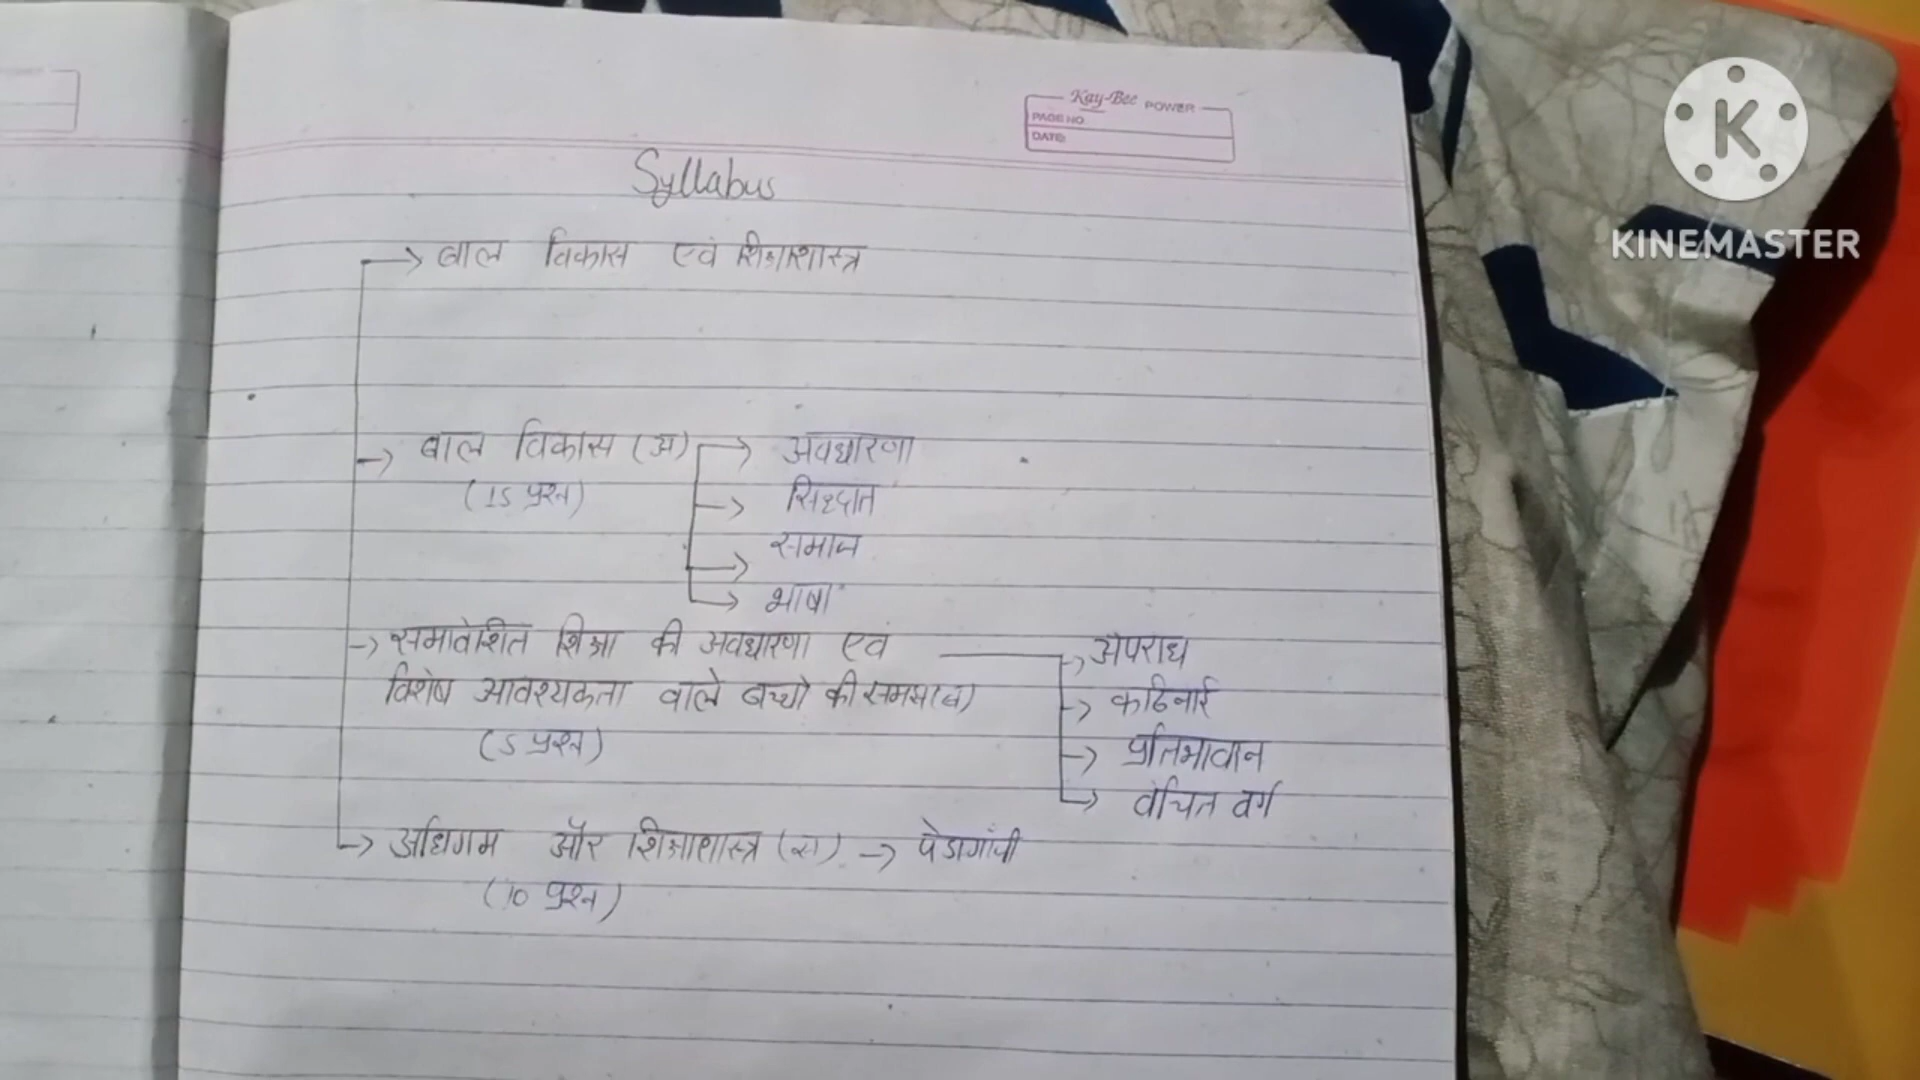 Kay-Bee POWER
PAGE NO.
DATE:
K
KINEMASTER
Syllabus
→ बाल विकास एवं शिक्षाशास्त्र
→ बाल विकास (अ) → अवधारणा
(15 प्रश्न) → सिद्धांत
→ समाज
→ भाषा
→ समावेशित शिक्षा की अवधारणा एवं → अपराध
विशेष आवश्यकता वाले बच्चो की समझ (ब) → कठिनाई
(5 प्रश्न) → प्रतिभावान
→ वंचित वर्ग
→ अधिगम और शिक्षाशास्त्र (स) → पेडागांजी
(10 प्रश्न)